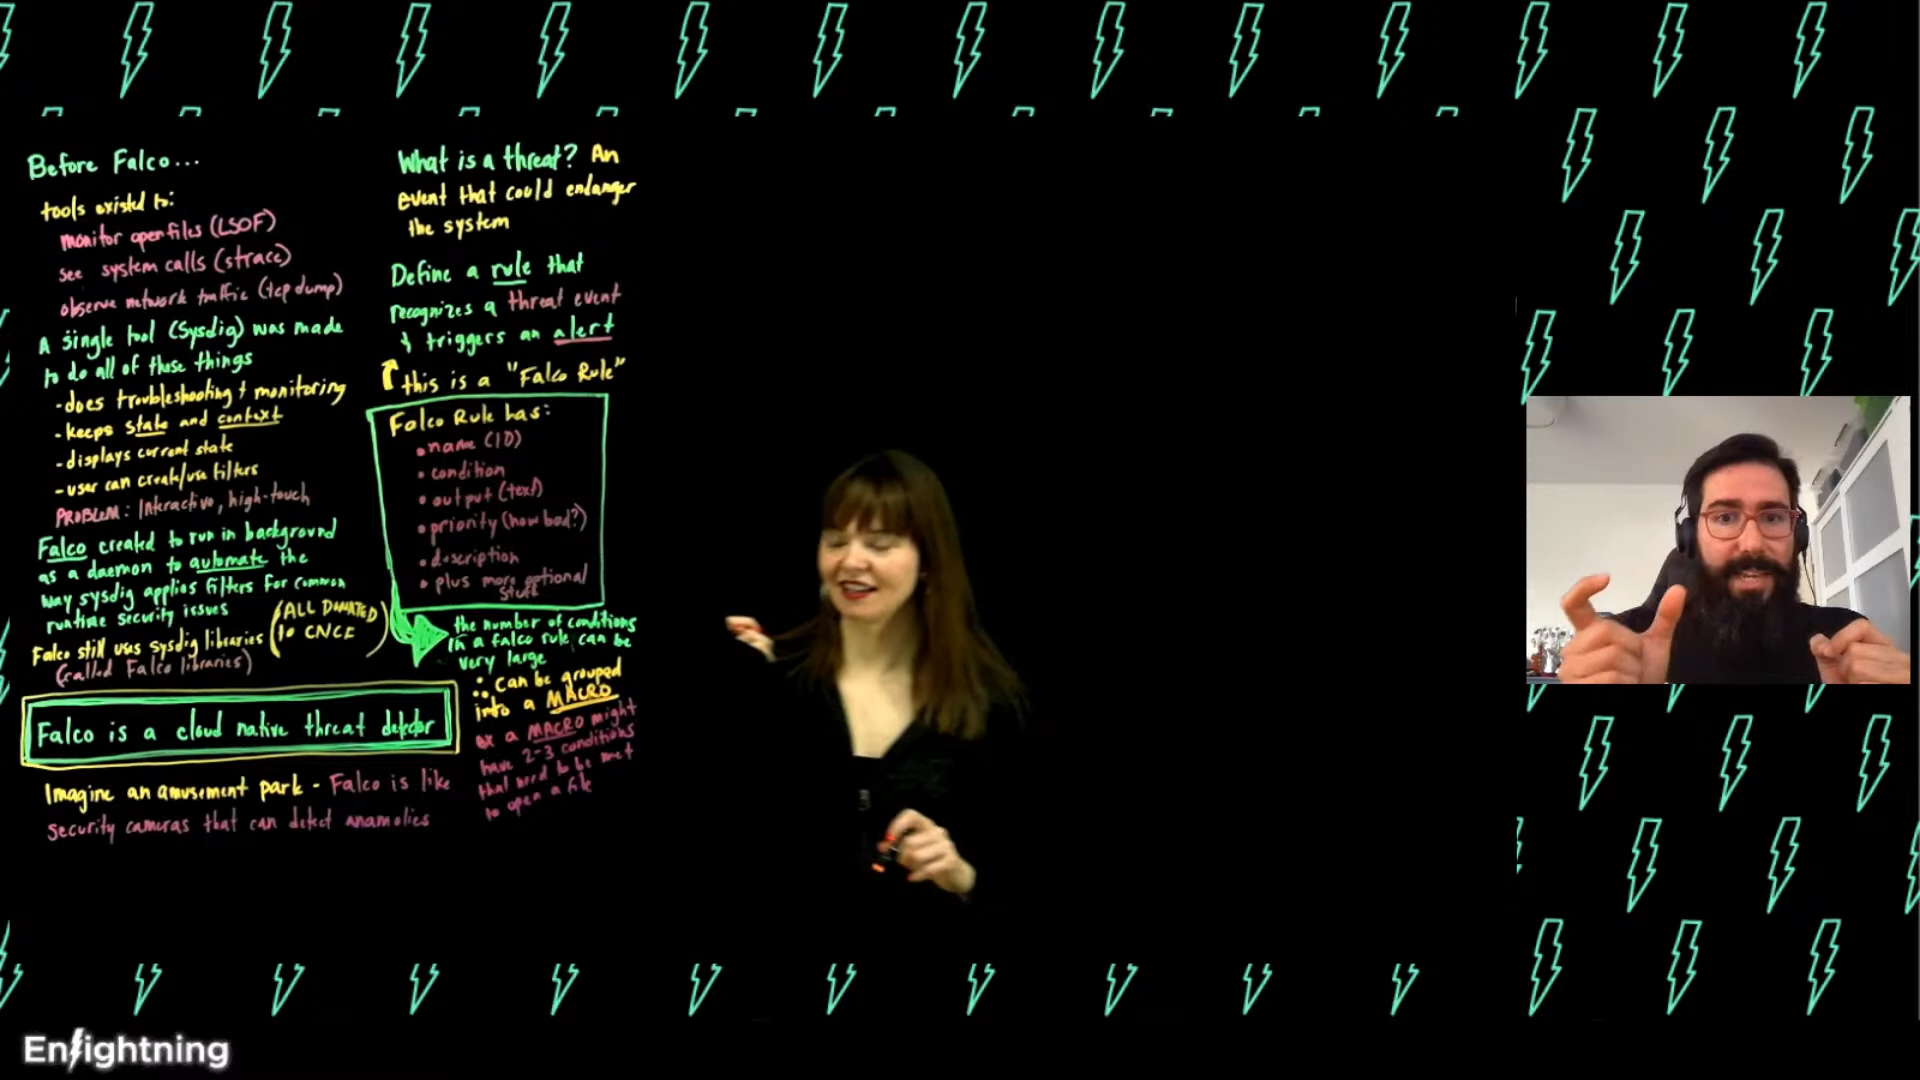 Before Falco...
tools existed to:
monitor open files (LSOF)
see system calls (strace)
observe network traffic (tcp dump)
A single tool (Sysdig) was made
to do all of these things
- does troubleshooting + monitoring
- keeps state and context
- displays current state
- user can create/use filters
PROBLEM: Interactive, high-touch
Falco created to run in background
as a daemon to automate the
way sysdig applies filters for common
runtime security issues
(ALL DONATED
to CNCF)
Falco still uses sysdig libraries
(called Falco libraries)
Falco is a cloud native threat detector
Imagine an amusement park - Falco is like
security cameras that can detect anamolies
What is a threat? An
event that could endanger
the system
Define a rule that
recognizes a threat event
& triggers an alert
this is a "Falco Rule"
Falco Rule has:
• name (ID)
• condition
• output (text)
• priority (how bad?)
• description
• plus more optional
stuff
the number of conditions
in a falco rule can be
very large
∴ Can be grouped
into a MACRO
ex a MACRO might
have 2-3 conditions
that need to be met
to open a file
Enlightning